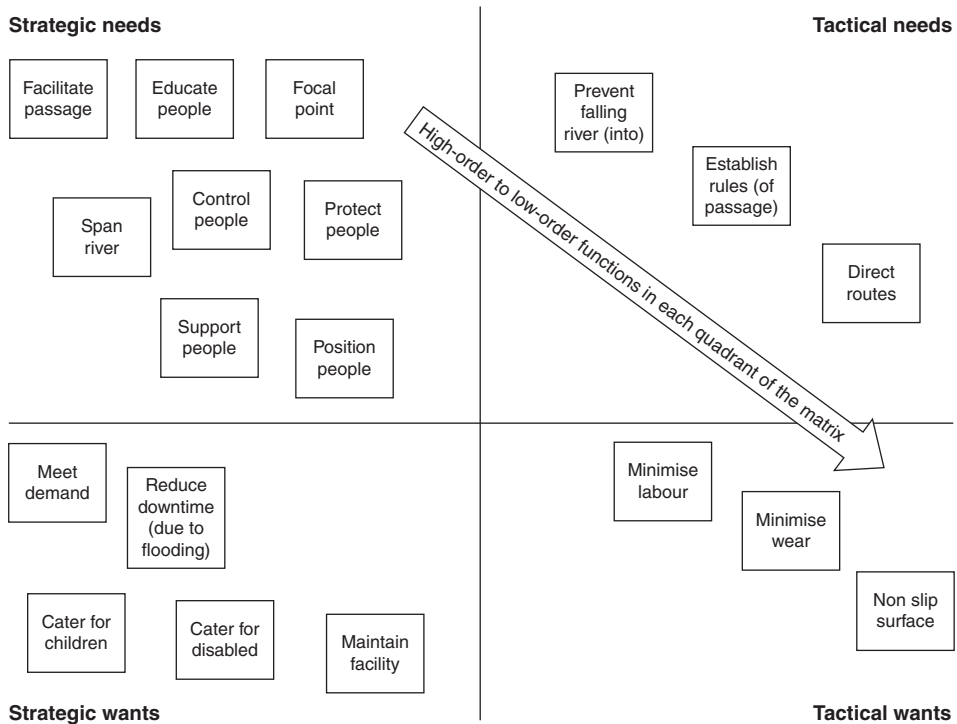 Strategic needs
Tactical needs
Facilitate
passage
Educate
people
Focal
point
Prevent
falling
river (into)
Establish
rules (of
passage)
Span
river
Control
people
Protect
people
Direct
routes
Support
people
Position
people
High-order to low-order functions in each quadrant of the matrix
Meet
demand
Reduce
downtime
(due to
flooding)
Minimise
labour
Minimise
wear
Cater for
children
Cater for
disabled
Maintain
facility
Non slip
surface
Strategic wants
Tactical wants